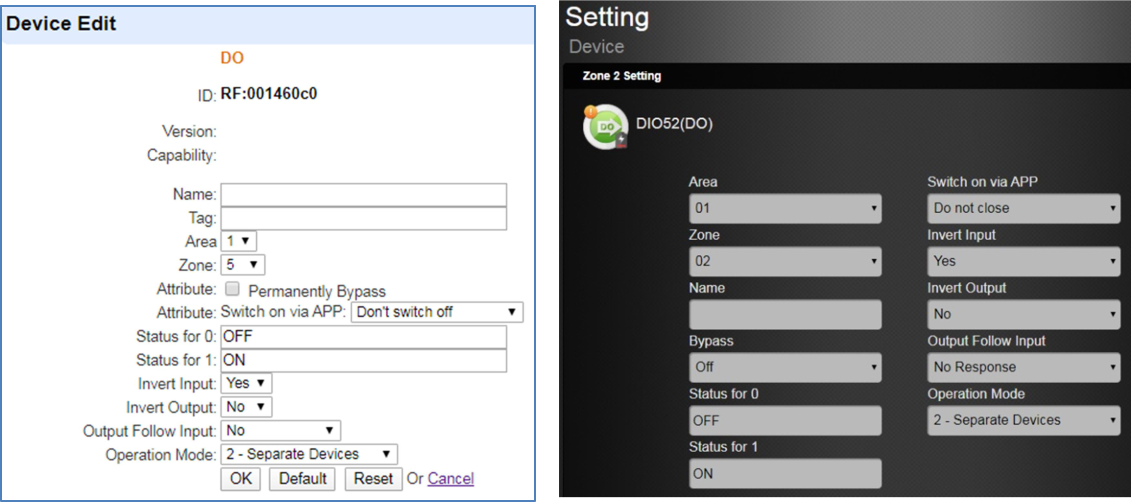 Device Edit
DO
ID: RF:001460c0
Version:
Capability:
Name:
Tag:
Area 1
Zone: 5
Attribute: Permanently Bypass
Attribute: Switch on via APP: Don't switch off
Status for 0: OFF
Status for 1: ON
Invert Input: Yes
Invert Output: No
Output Follow Input: No
Operation Mode: 2 - Separate Devices
OK Default Reset Or Cancel
Setting
Device
Zone 2 Setting
DO
DIO52(DO)
Area
01
Zone
02
Name
Bypass
Off
Status for 0
OFF
Status for 1
ON
Switch on via APP
Do not close
Invert Input
Yes
Invert Output
No
Output Follow Input
No Response
Operation Mode
2 - Separate Devices